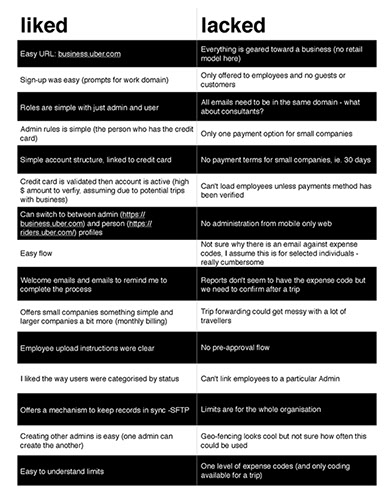 liked
lacked
Easy URL: business.uber.com
Everything is geared toward a business (no retail
model here)
Sign-up was easy (prompts for work domain)
Only offered to employees and no guests or
customers
Roles are simple with just admin and user
All emails need to be in the same domain - what
about consultants?
Admin rules is simple (the person who has the credit
card)
Only one payment option for small companies
Simple account structure, linked to credit card
No payment terms for small companies, ie. 30 days
Credit card is validated then account is active (high
$ amount to verfiy, assuming due to potential trips
with business)
Can't load employees unless payments method has
been verified
Can switch to between admin (https://
business.uber.com) and person (https://
riders.uber.com/) profiles
No administration from mobile only web
Easy flow
Not sure why there is an email against expense
codes, I assume this is for selected individuals -
really cumbersome
Welcome emails and emails to remind me to
complete the process
Reports don't seem to have the expense code but
we need to confirm after a trip
Offers small companies something simple and
larger companies a bit more (monthly billing)
Trip forwarding could get messy with a lot of
travellers
Employee upload instructions were clear
No pre-approval flow
I liked the way users were categorised by status
Can't link employees to a particular Admin
Offers a mechanism to keep records in sync -SFTP
Limits are for the whole organisation
Creating other admins is easy (one admin can
create the another)
Geo-fencing looks cool but not sure how often this
could be used
Easy to understand limits
One level of expense codes (and only coding
available for a trip)